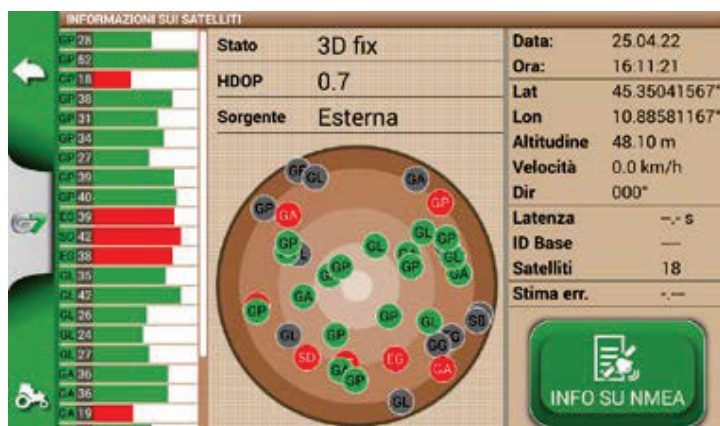 INFORMAZIONI SUI SATELLITI
GP 28
GP 52
GP 18
GP 38
GP 31
GP 34
GP 27
GP 39
GP 40
EG 39
SD 42
EG 38
GL 35
GL 42
GL 26
GL 24
GL 27
GA 36
GA 36
GA 19
Stato 3D fix
HDOP 0.7
Sorgente Esterna
GL
GA
GP
GP
GA
GP
GL
GL
GP
GL
GP
GP
GA
GA
GP
GP
GL
SB
GL
GP
GG
SD
EG
GA
GA
GP
GL
Data: 25.04.22
Ora: 16:11:21
Lat 45.35041567°
Lon 10.88581167°
Altitudine 48.10 m
Velocità 0.0 km/h
Dir 000°
Latenza --.- s
ID Base ----
Satelliti 18
Stima err. -.---
INFO SU NMEA